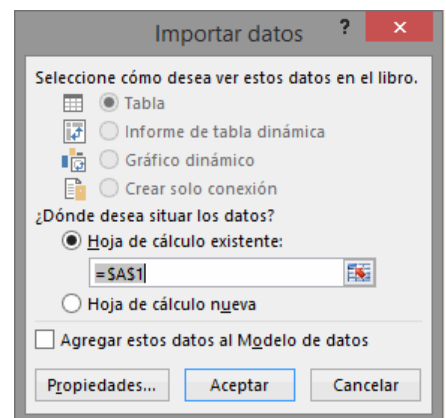 Importar datos ? ×
Seleccione cómo desea ver estos datos en el libro.
Tabla
Informe de tabla dinámica
Gráfico dinámico
Crear solo conexión
¿Dónde desea situar los datos?
Hoja de cálculo existente:
=$A$1
Hoja de cálculo nueva
Agregar estos datos al Modelo de datos
Propiedades... Aceptar Cancelar